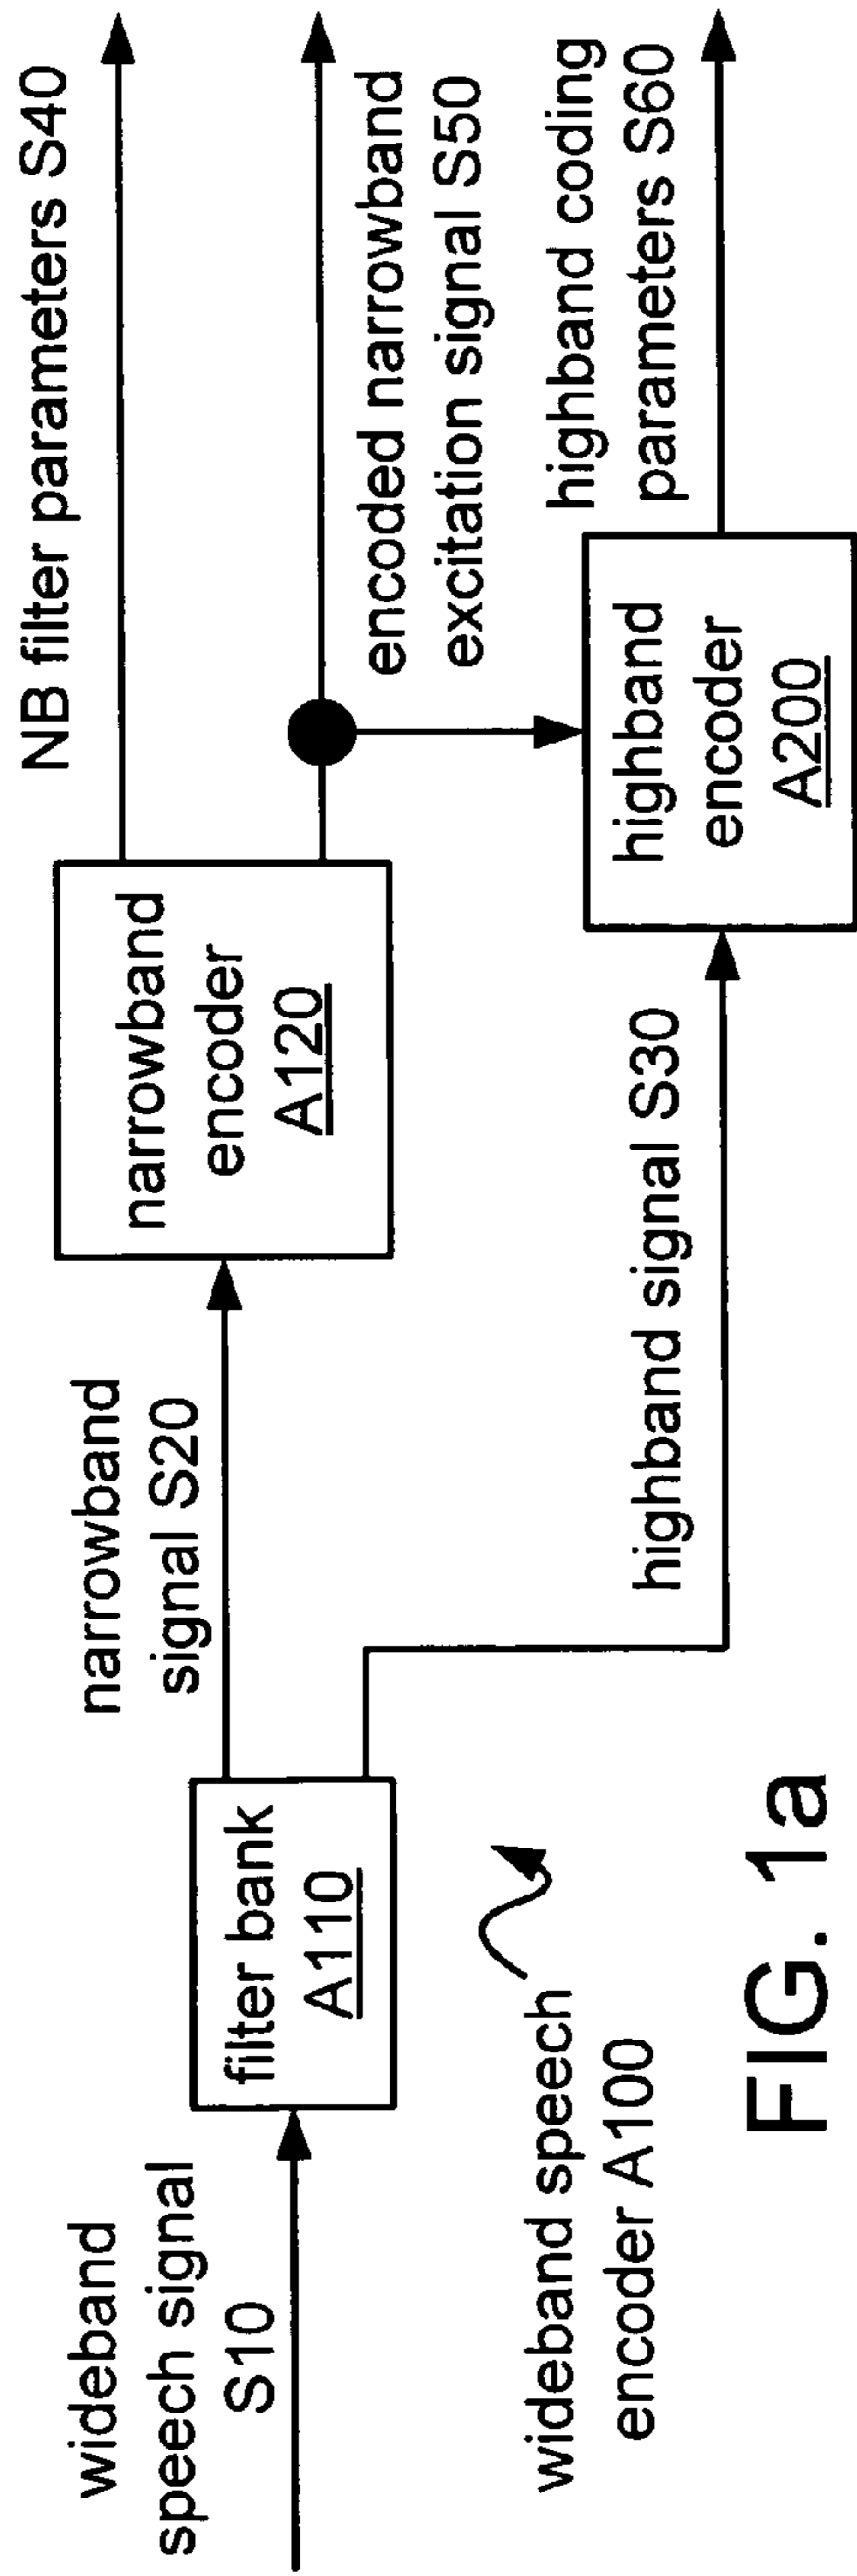 wideband
speech signal
S10
filter bank
A110
narrowband
signal S20
narrowband
encoder
A120
NB filter parameters S40
encoded narrowband
excitation signal S50
highband signal S30
highband
encoder
A200
highband coding
parameters S60
wideband speech
encoder A100
FIG. 1a